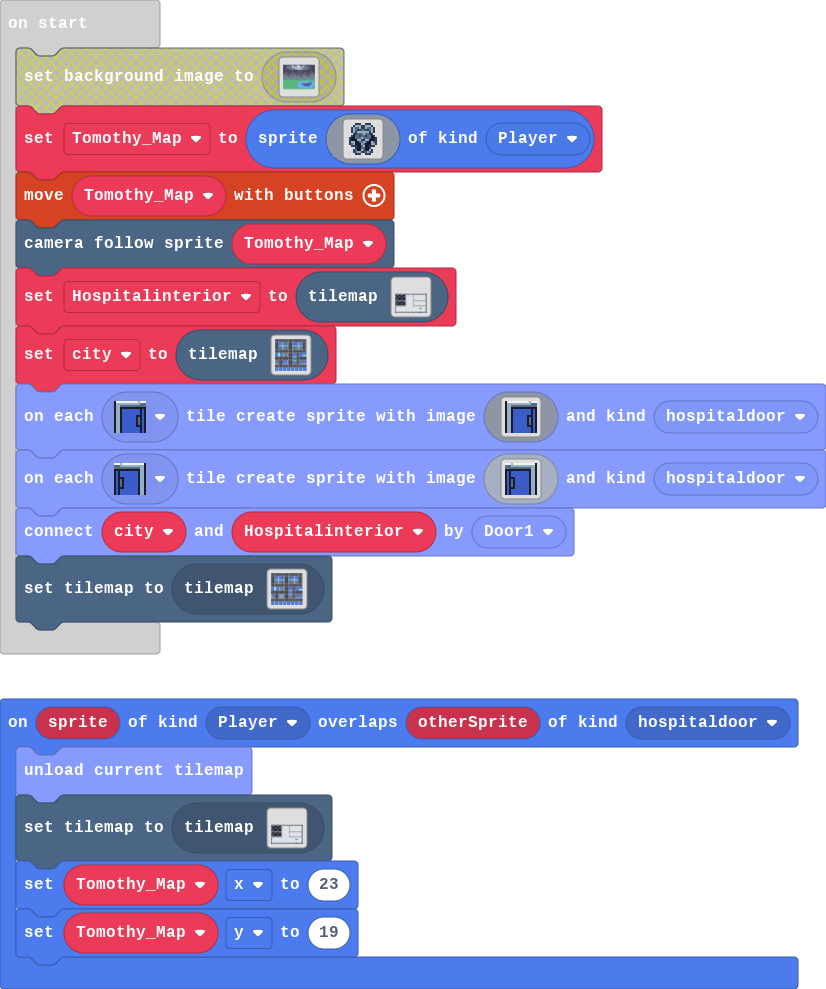 on start
set background image to
set Tomothy_Map to sprite of kind Player
move Tomothy_Map with buttons
camera follow sprite Tomothy_Map
set Hospitalinterior to tilemap
set city to tilemap
on each tile create sprite with image and kind hospitaldoor
on each tile create sprite with image and kind hospitaldoor
connect city and Hospitalinterior by Door1
set tilemap to tilemap
on sprite of kind Player overlaps otherSprite of kind hospitaldoor
unload current tilemap
set tilemap to tilemap
set Tomothy_Map x to 23
set Tomothy_Map y to 19